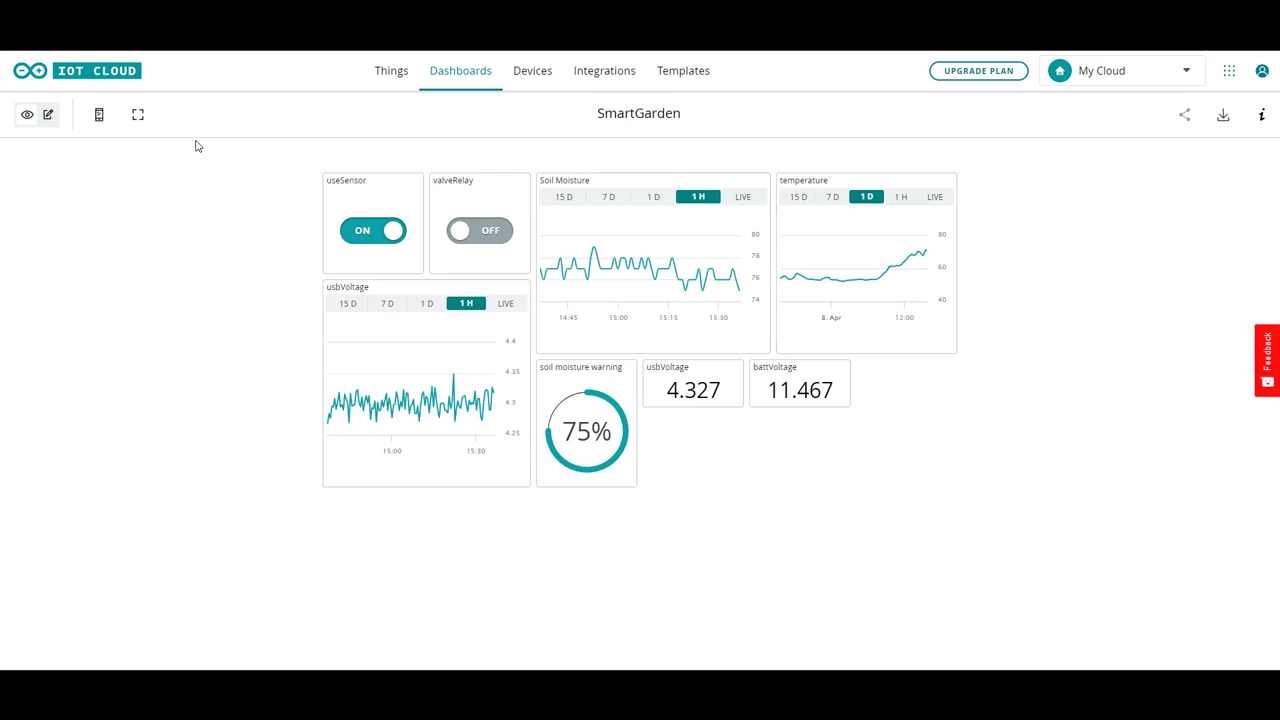 IOT CLOUD
Things Dashboards Devices Integrations Templates
UPGRADE PLAN
My Cloud
SmartGarden
i
useSensor
ON
valveRelay
OFF
Soil Moisture
15 D 7 D 1 D 1 H LIVE
80
78
76
74
14:45 15:00 15:15 15:30
temperature
15 D 7 D 1 D 1 H LIVE
80
60
40
8. Apr 12:00
usbVoltage
15 D 7 D 1 D 1 H LIVE
4.4
4.35
4.3
4.25
15:00 15:30
soil moisture warning
75%
usbVoltage
4.327
battVoltage
11.467
Feedback